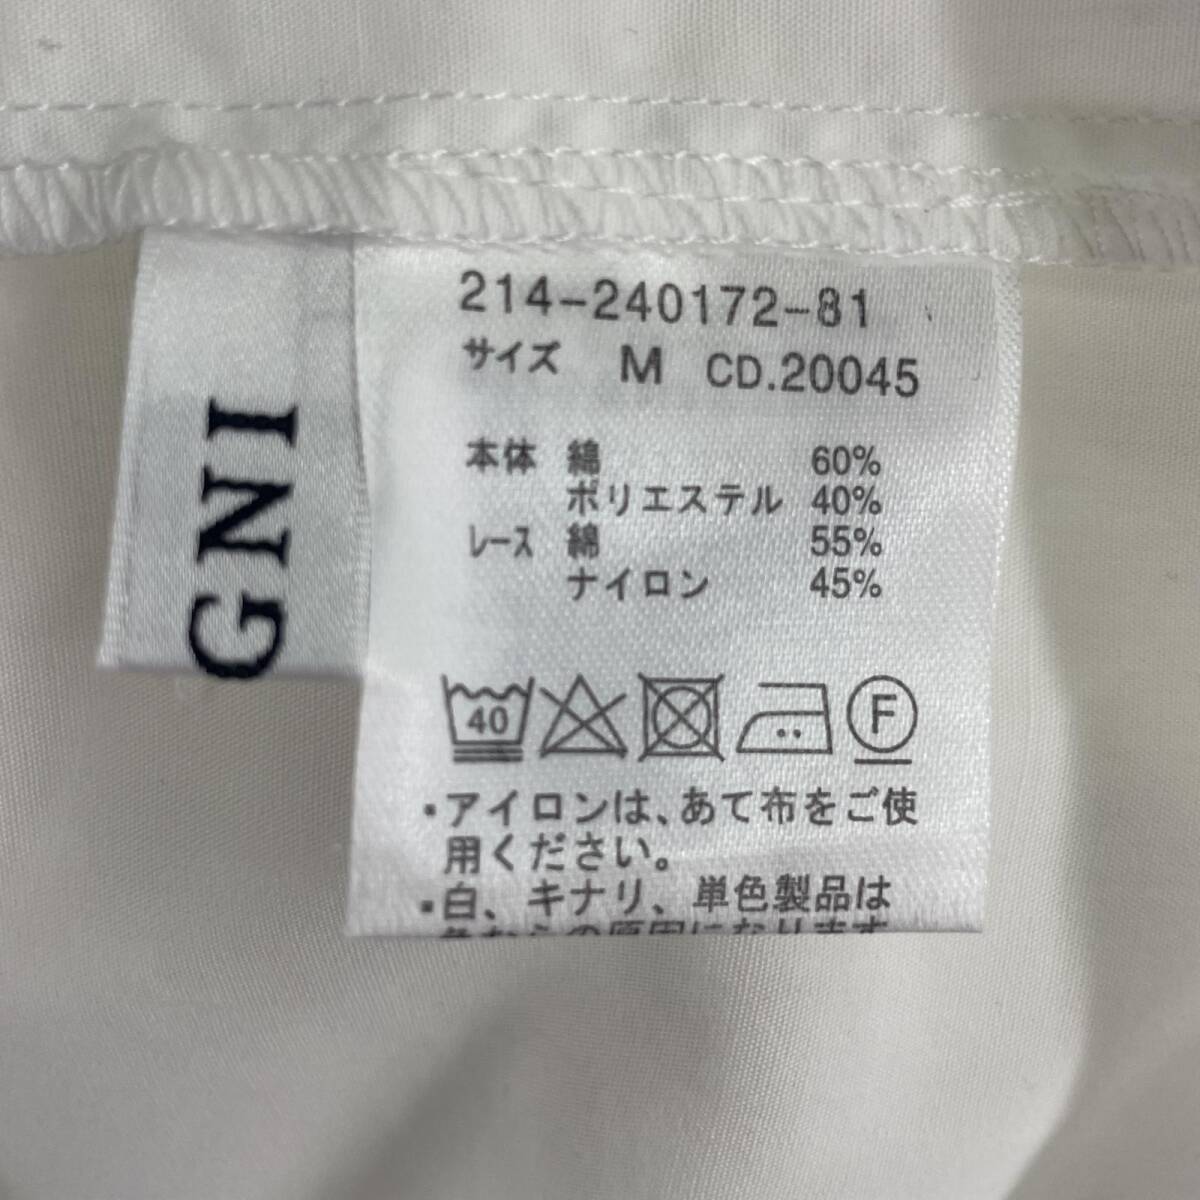 214-240172-81
サイズ M CD.20045
本体 綿 60%
ポリエステル 40%
レース 綿 55%
ナイロン 45%
40
F
・アイロンは、あて布をご使
用ください。
・白、キナリ、単色製品は
GNI